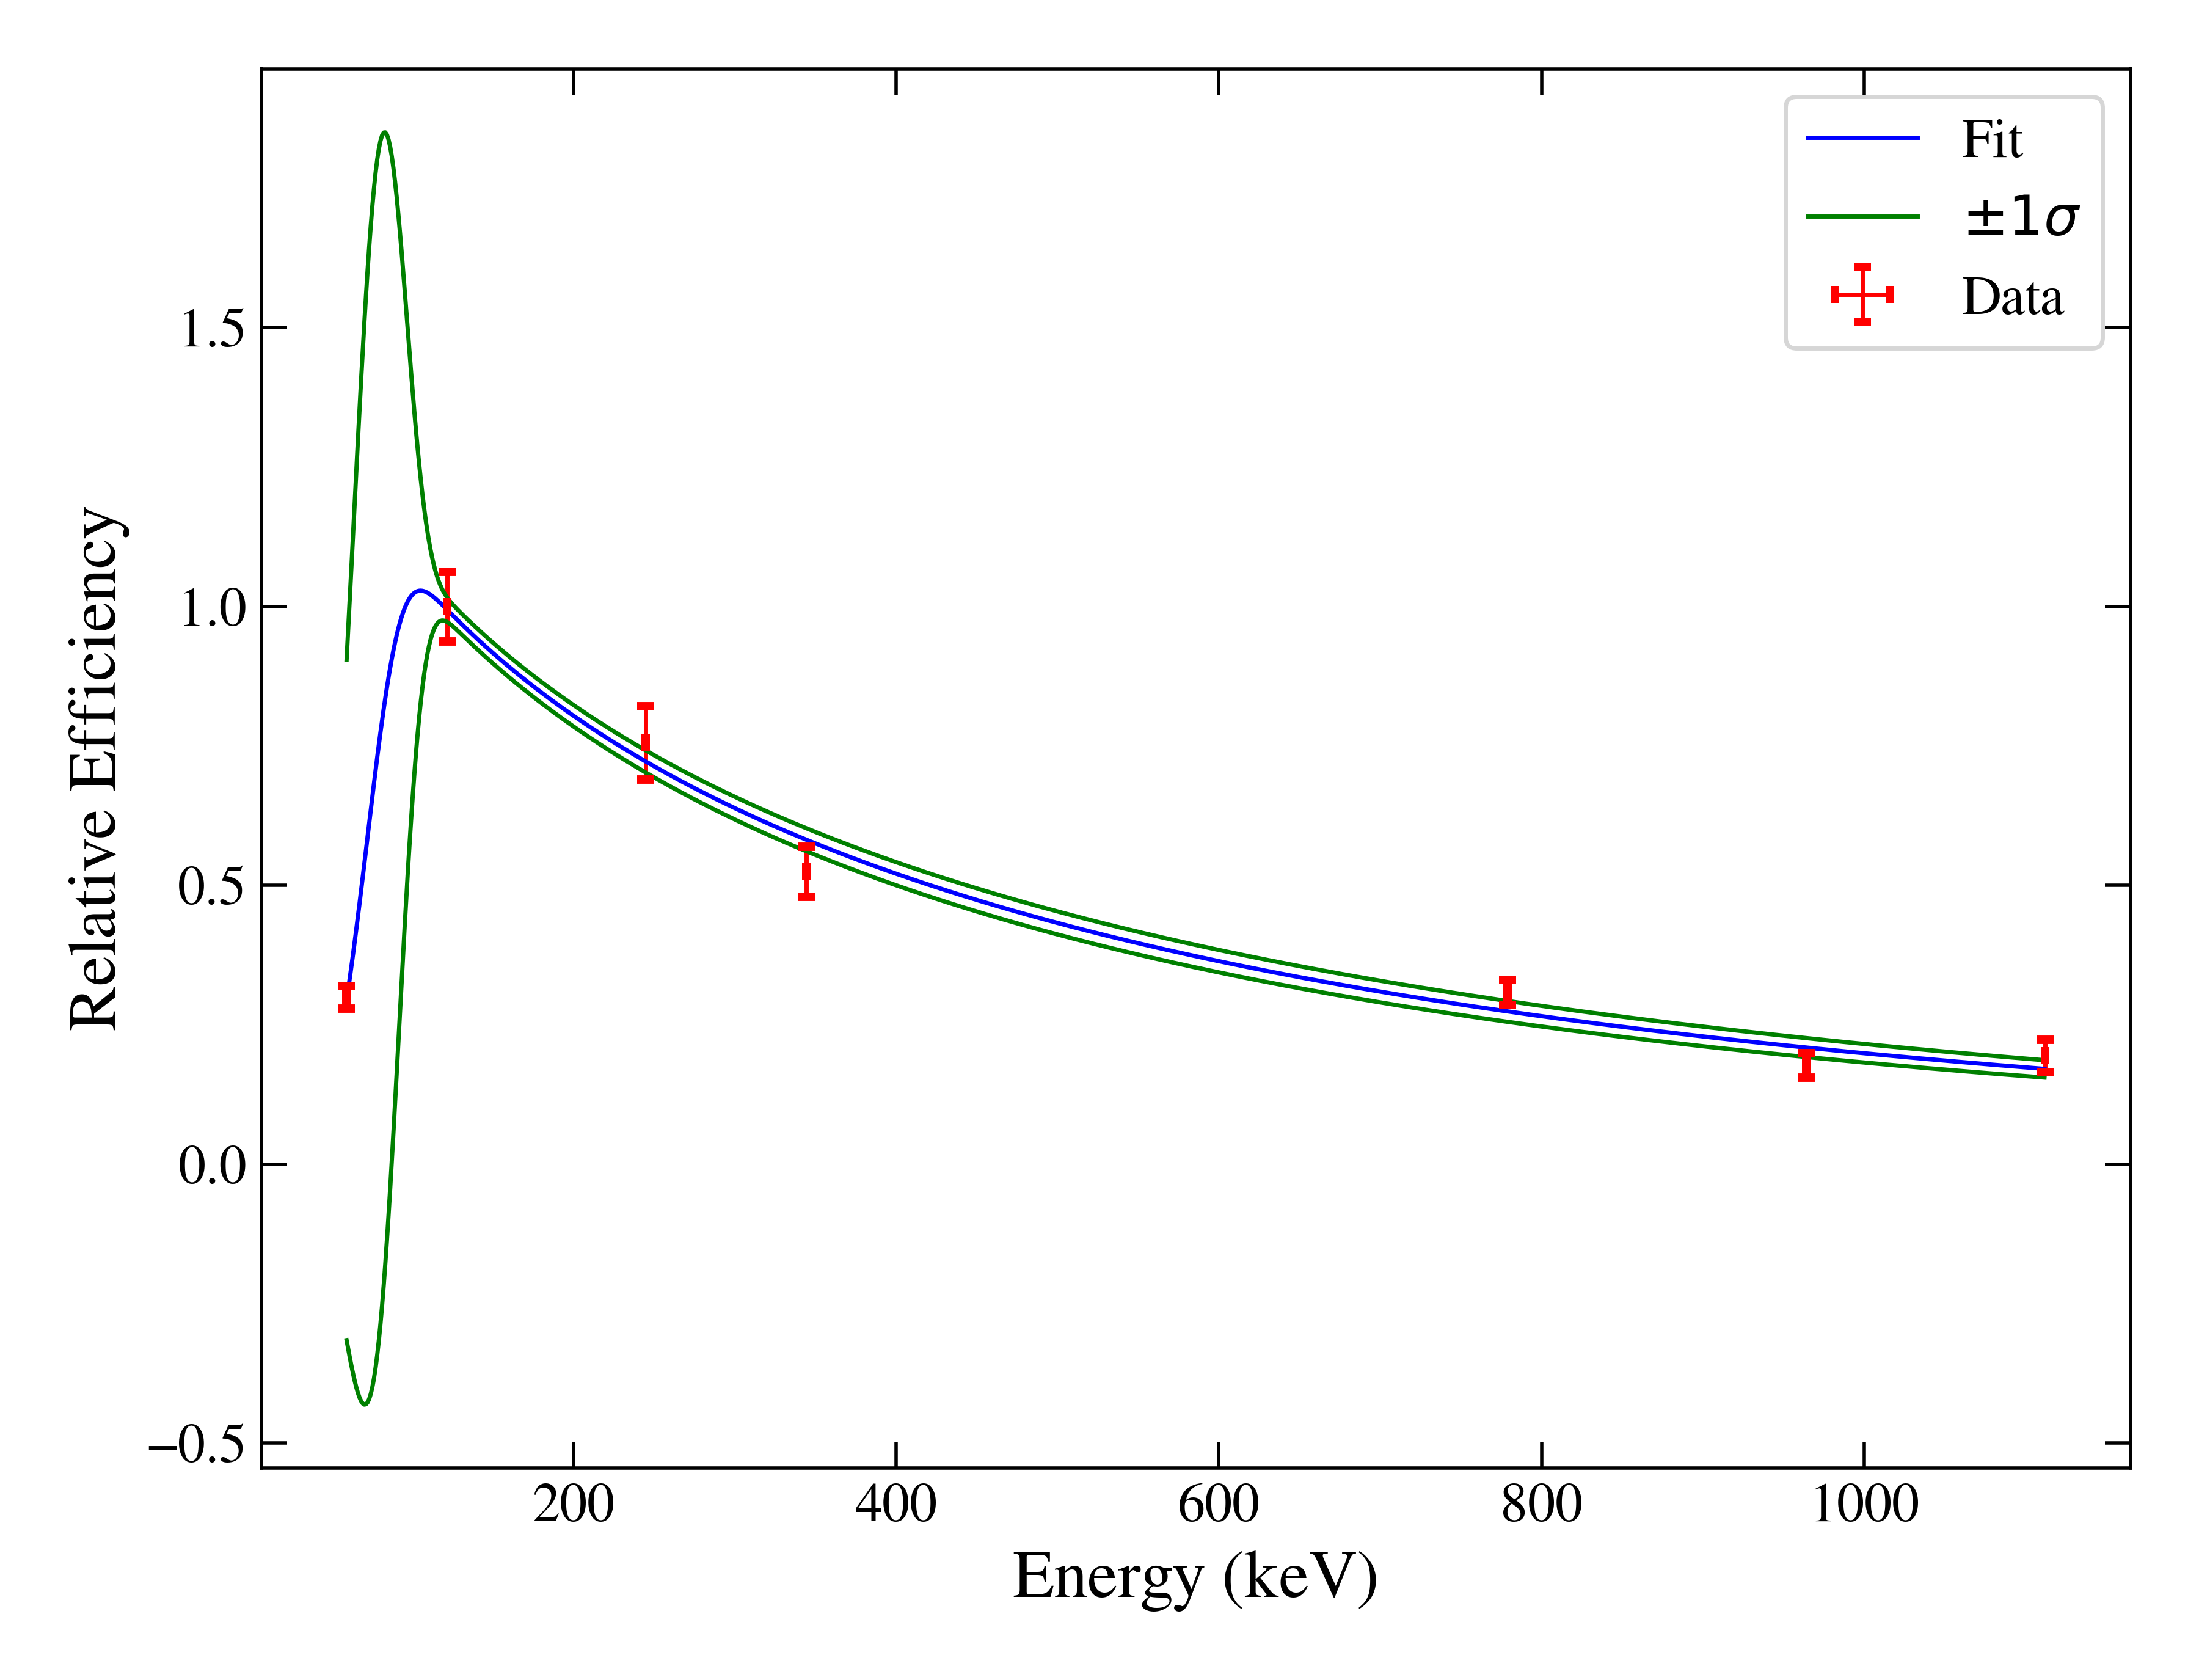 Fit
±1σ
Data
1.5
1.0
0.5
0.0
−0.5
Relative Efficiency
200 400 600 800 1000
Energy (keV)